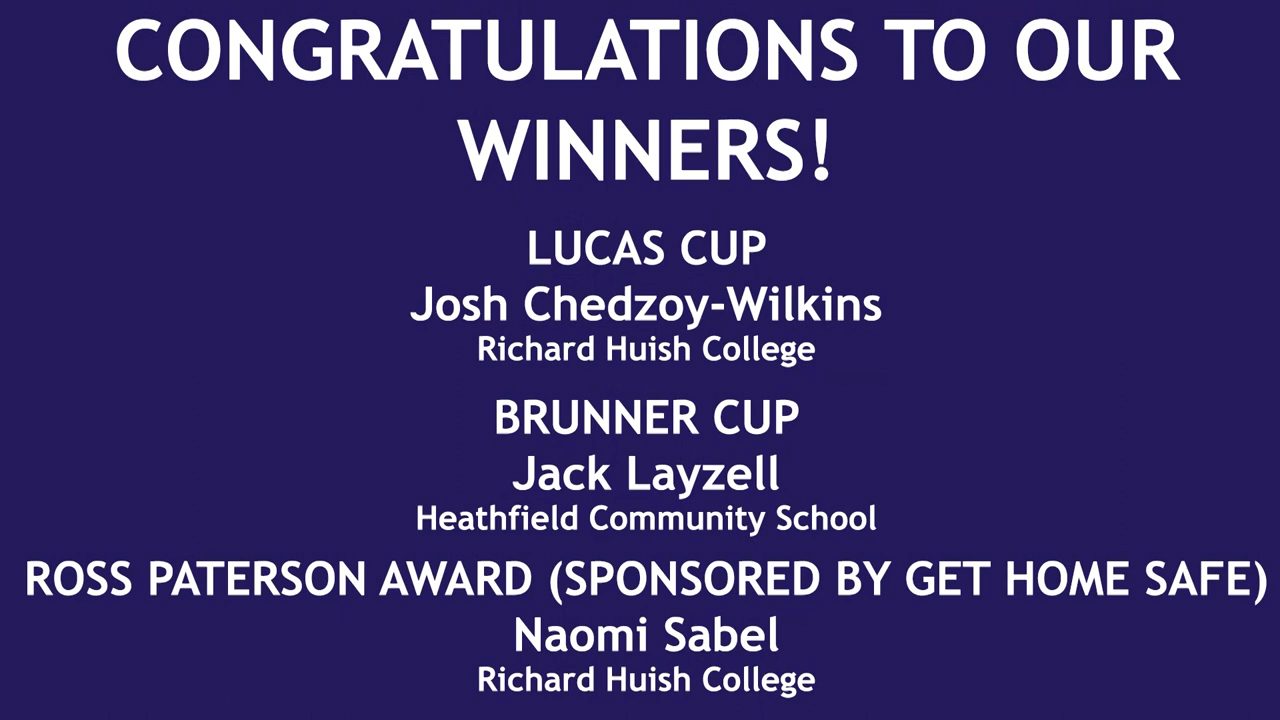 CONGRATULATIONS TO OUR
WINNERS!
LUCAS CUP
Josh Chedzoy-Wilkins
Richard Huish College
BRUNNER CUP
Jack Layzell
Heathfield Community School
ROSS PATERSON AWARD (SPONSORED BY GET HOME SAFE)
Naomi Sabel
Richard Huish College